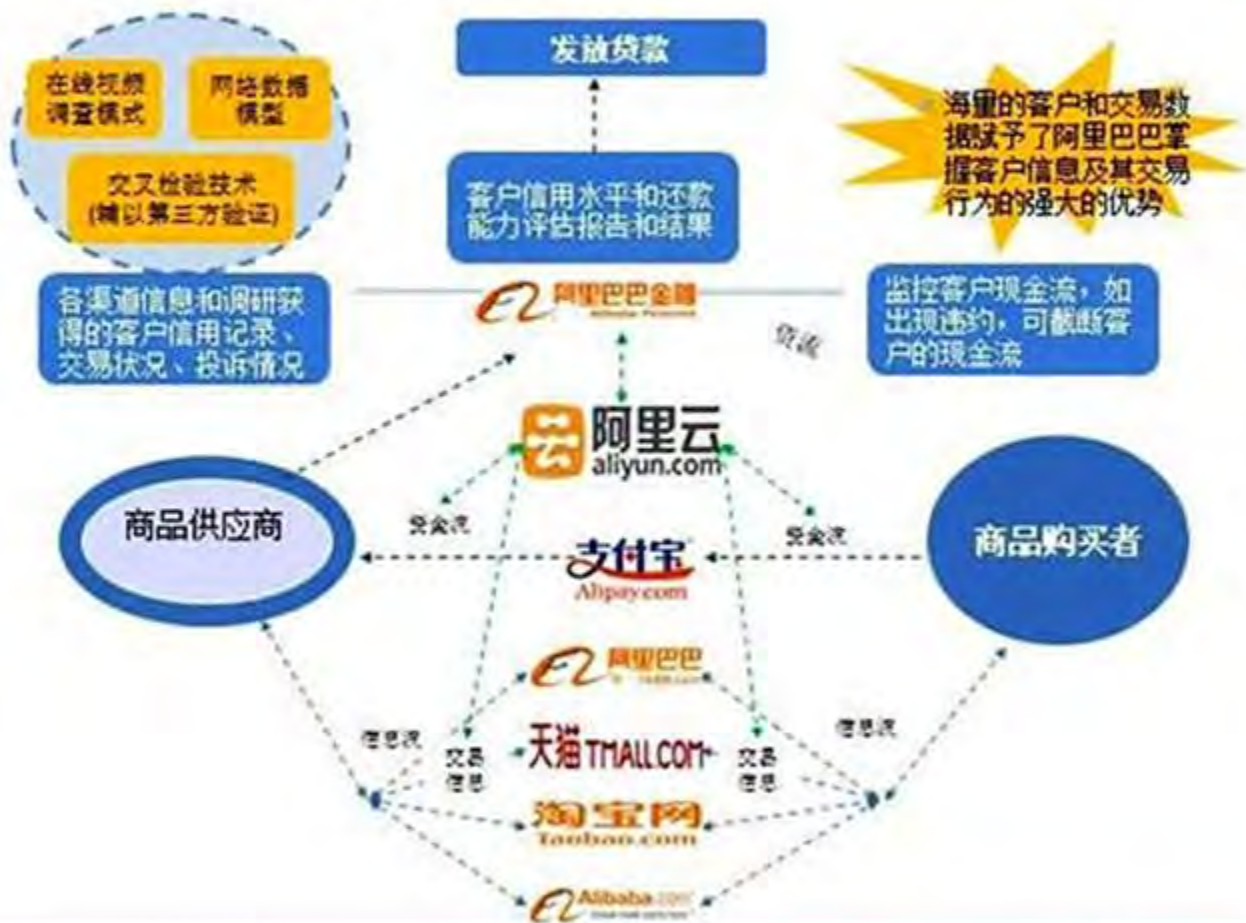 在线视频
调查模式
网络数据
模型
交叉检验技术
(辅以第三方验证)
发放贷款
客户信用水平和还款
能力评估报告和结果
海量的客户和交易数
据赋予了阿里巴巴掌
握客户信息及其交易
行为的强大的优势
各渠道信息和调研获
得的客户信用记录、
交易状况、投诉情况
阿里巴巴金融
监控客户现金流，如
出现违约，可截断客
户的现金流
货流
阿里云
aliyun.com
商品供应商
资金流
支付宝
Alipay.com
资金流
商品购买者
阿里巴巴
信息流
交易
信息
天猫 TMALL.COM
交易
信息
信息流
淘宝网
Taobao.com
Alibaba.com